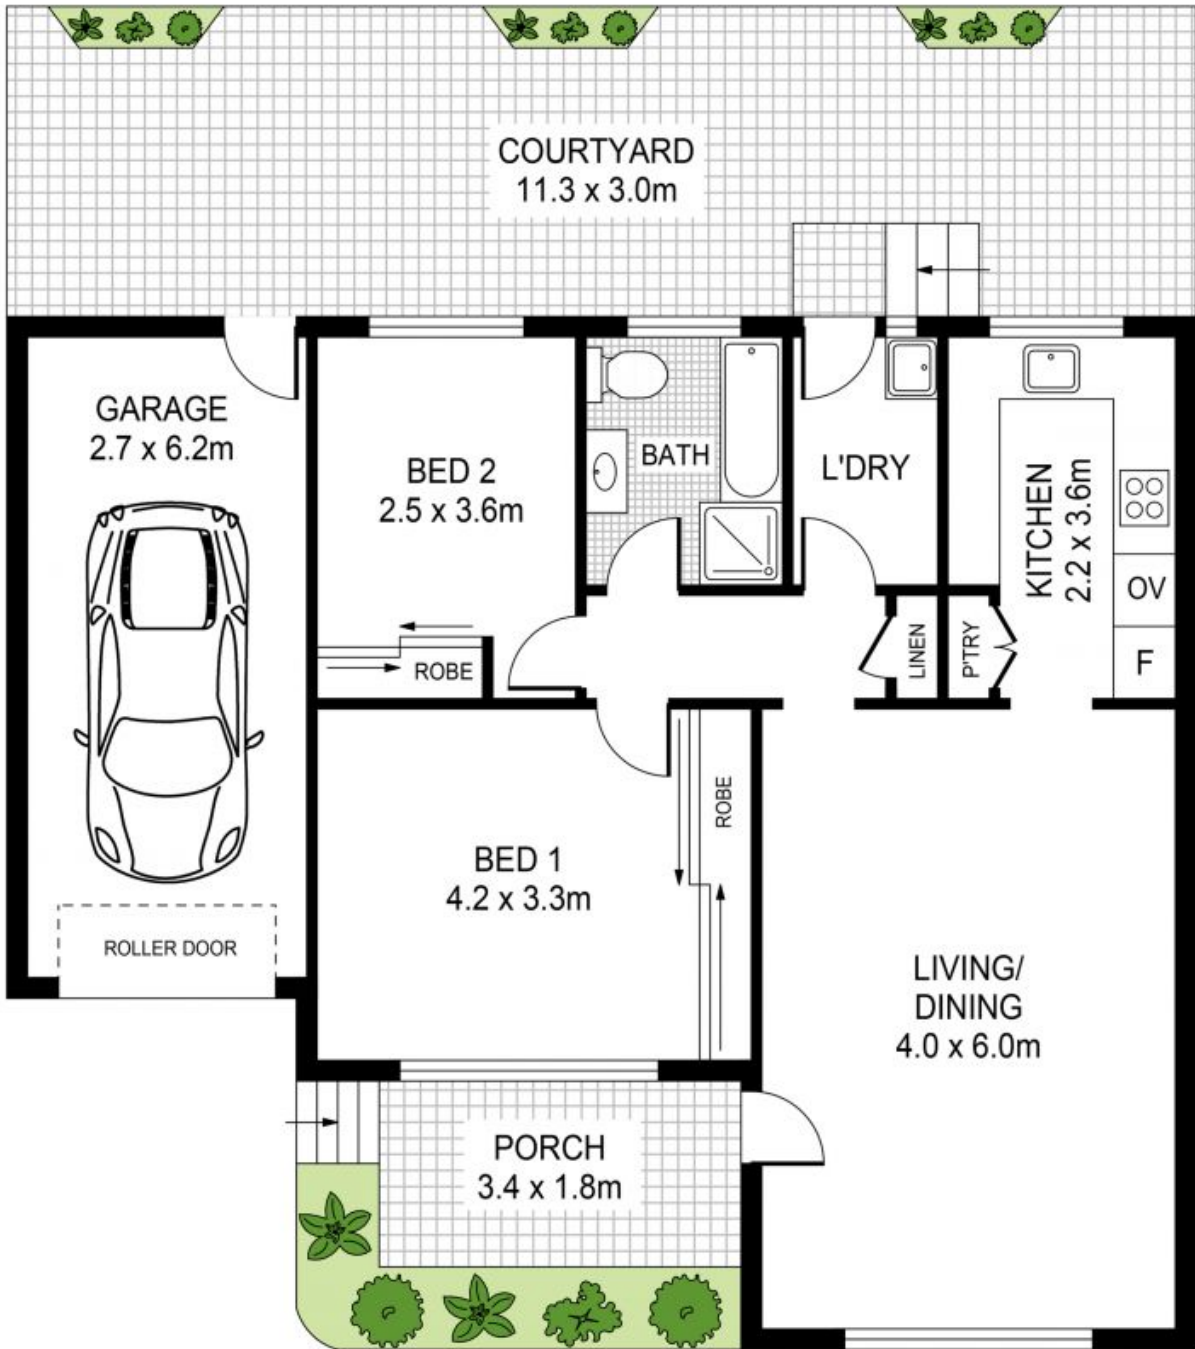 COURTYARD
11.3 x 3.0m
GARAGE
2.7 x 6.2m
BED 2
2.5 x 3.6m
BATH
L'DRY
KITCHEN
2.2 x 3.6m
OV
F
P'TRY
LINEN
ROBE
ROBE
BED 1
4.2 x 3.3m
ROLLER DOOR
LIVING/
DINING
4.0 x 6.0m
PORCH
3.4 x 1.8m